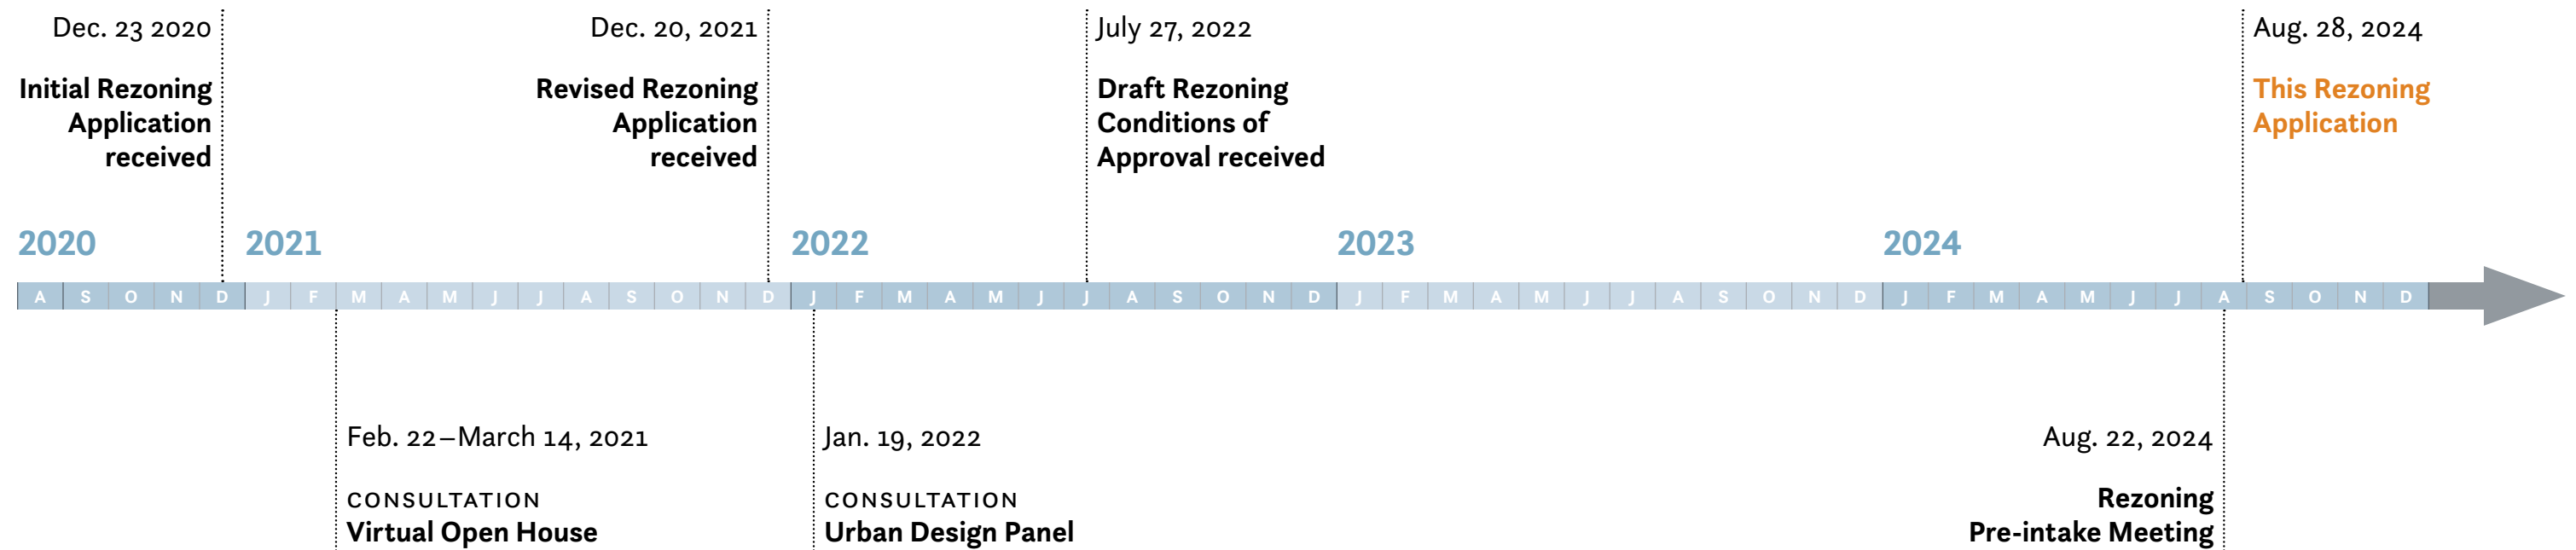 Dec. 23 2020
Initial Rezoning
Application
received
Dec. 20, 2021
Revised Rezoning
Application
received
July 27, 2022
Draft Rezoning
Conditions of
Approval received
Aug. 28, 2024
This Rezoning
Application
2020 2021 2022 2023 2024
A S O N D J F M A M J J A S O N D J F M A M J J A S O N D J F M A M J J A S O N D J F M A M J J A S O N D
Feb. 22–March 14, 2021
CONSULTATION
Virtual Open House
Jan. 19, 2022
CONSULTATION
Urban Design Panel
Aug. 22, 2024
Rezoning
Pre-intake Meeting